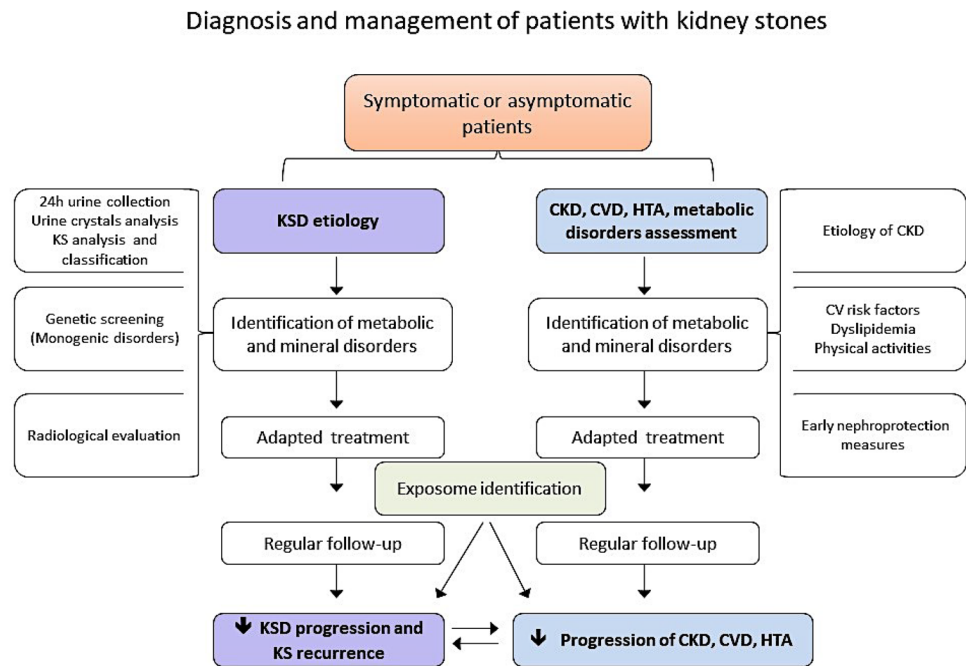 Diagnosis and management of patients with kidney stones
Symptomatic or asymptomatic
patients
24h urine collection
Urine crystals analysis
KS analysis and
classification
KSD etiology
CKD, CVD, HTA, metabolic
disorders assessment
Etiology of CKD
Genetic screening
(Monogenic disorders)
Identification of metabolic
and mineral disorders
Identification of metabolic
and mineral disorders
CV risk factors
Dyslipidemia
Physical activities
Radiological evaluation
Adapted treatment
Adapted treatment
Early nephroprotection
measures
Exposome identification
Regular follow-up
Regular follow-up
KSD progression and
KS recurrence
Progression of CKD, CVD, HTA